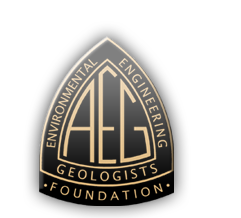 ENVIRONMENTAL
ENGINEERING
AEG
GEOLOGISTS
· FOUNDATION ·